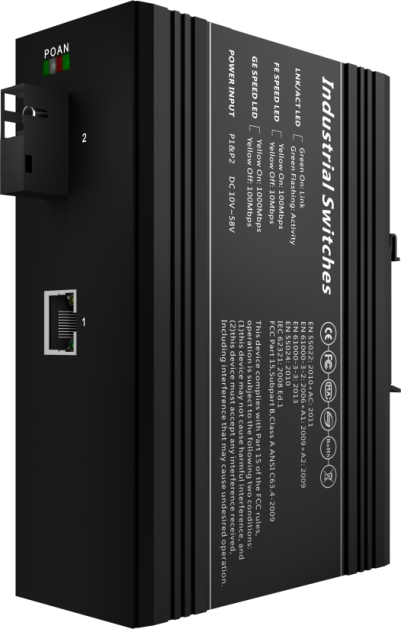 POAN
2
1
Industrial Switches
LNK/ACT LED
Green On: Link
Green Flashing: Activity
FE SPEED LED
Yellow On: 100Mbps
Yellow Off: 10Mbps
GE SPEED LED
Yellow On: 1000Mbps
Yellow Off: 100Mbps
POWER INPUT P1&P2 DC 10V~58V
CE FC RoHS
EN 55022: 2010+AC: 2011
EN 61000-3-2: 2006+A1: 2009+A2: 2009
EN 61000-3-3: 2013
EN 55024: 2010
IEC 62321: 2008 Ed.1
FCC Part 15,Subpart B,Class A ANSI C63.4-2009
This device complies with Part 15 of the FCC rules,
operation is subject to the following two conditions:
(1)this device may not cause harmful interference, and
(2)this device must accept any interference received,
Including interference that may cause undesired operation.